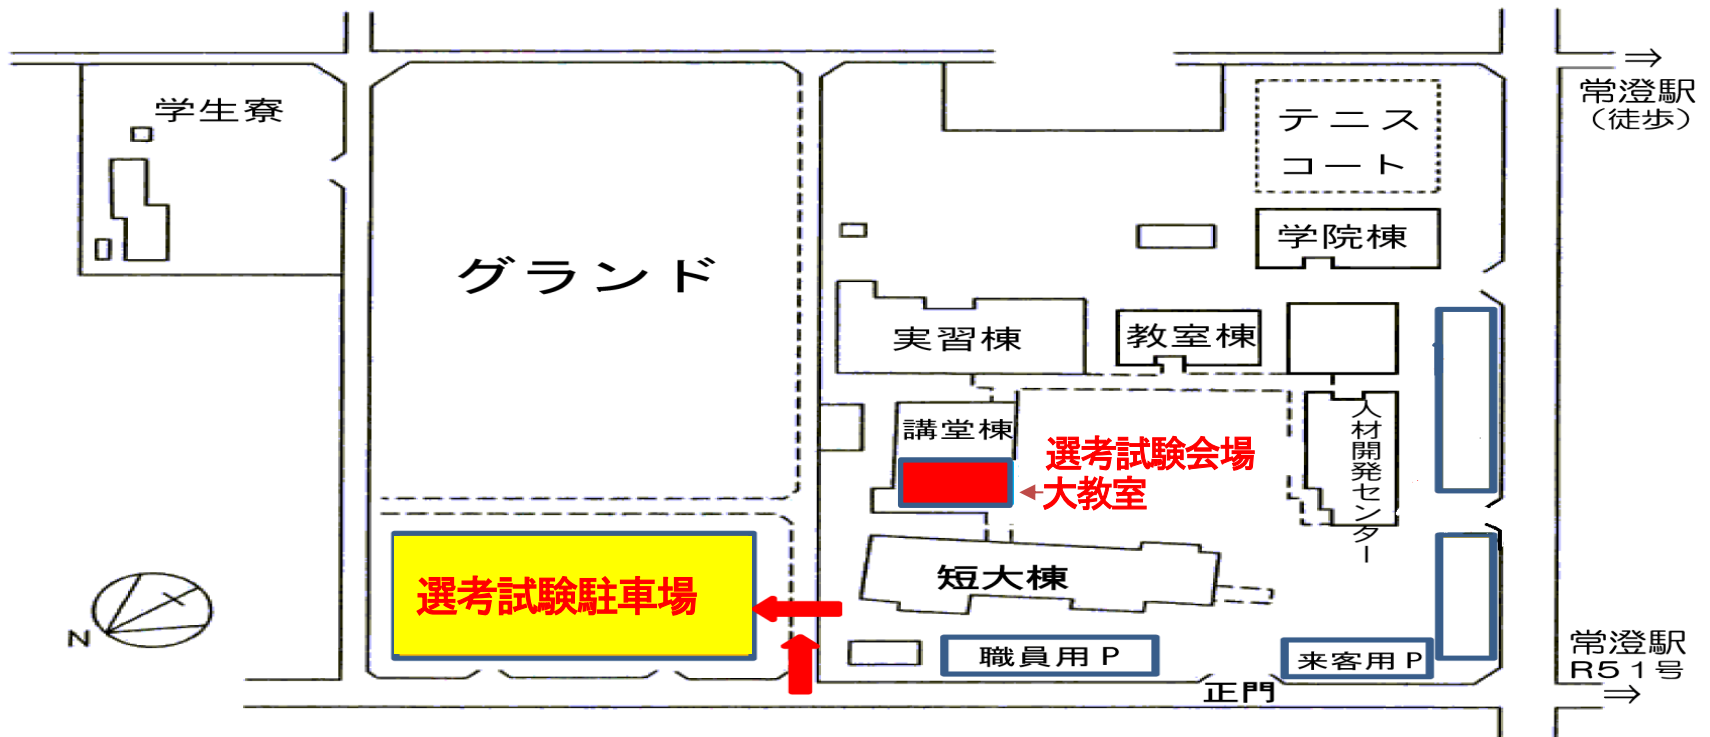 学生寮
グランド
テニス
コート
⇒
常澄駅
（徒歩）
学院棟
実習棟
教室棟
講堂棟
選考試験会場
大教室
人材開発センター
選考試験駐車場
短大棟
N
職員用P
来客用P
正門
常澄駅
R51号
⇒